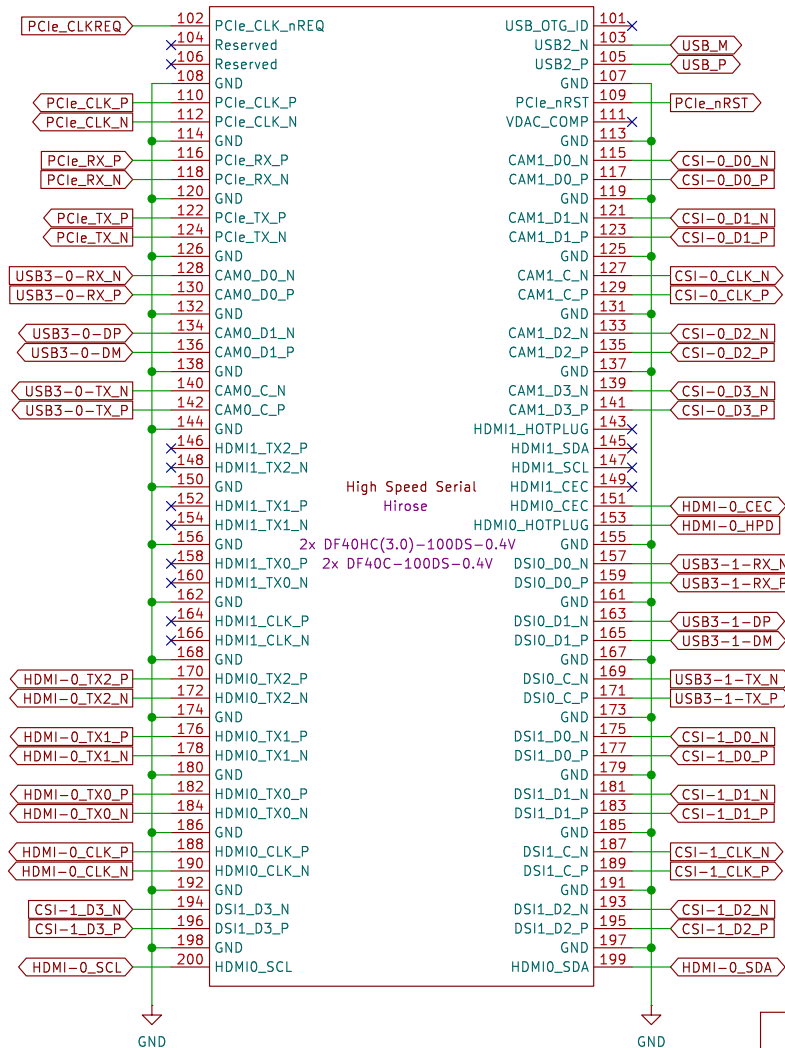 PCIe_CLKREQ 102 PCIe_CLK_nREQ USB_OTG_ID 101
104 Reserved USB2_N 103 USB_M
106 Reserved USB2_P 105 USB_P
108 GND GND 107
PCIe_CLK_P 110 PCIe_CLK_P PCIe_nRST 109 PCIe_nRST
PCIe_CLK_N 112 PCIe_CLK_N VDAC_COMP 111
114 GND GND 113
PCIe_RX_P 116 PCIe_RX_P CAM1_D0_N 115 CSI-0_D0_N
PCIe_RX_N 118 PCIe_RX_N CAM1_D0_P 117 CSI-0_D0_P
120 GND GND 119
PCIe_TX_P 122 PCIe_TX_P CAM1_D1_N 121 CSI-0_D1_N
PCIe_TX_N 124 PCIe_TX_N CAM1_D1_P 123 CSI-0_D1_P
126 GND GND 125
USB3-0-RX_N 128 CAM0_D0_N CAM1_C_N 127 CSI-0_CLK_N
USB3-0-RX_P 130 CAM0_D0_P CAM1_C_P 129 CSI-0_CLK_P
132 GND GND 131
USB3-0-DP 134 CAM0_D1_N CAM1_D2_N 133 CSI-0_D2_N
USB3-0-DM 136 CAM0_D1_P CAM1_D2_P 135 CSI-0_D2_P
138 GND GND 137
USB3-0-TX_N 140 CAM0_C_N CAM1_D3_N 139 CSI-0_D3_N
USB3-0-TX_P 142 CAM0_C_P CAM1_D3_P 141 CSI-0_D3_P
144 GND HDMI1_HOTPLUG 143
146 HDMI1_TX2_P HDMI1_SDA 145
148 HDMI1_TX2_N HDMI1_SCL 147
150 GND High Speed Serial HDMI1_CEC 149
152 HDMI1_TX1_P Hirose HDMI0_CEC 151 HDMI-0_CEC
154 HDMI1_TX1_N HDMI0_HOTPLUG 153 HDMI-0_HPD
156 GND 2x DF40HC(3.0)-100DS-0.4V GND 155
158 HDMI1_TX0_P 2x DF40C-100DS-0.4V DSI0_D0_N 157 USB3-1-RX_N
160 HDMI1_TX0_N DSI0_D0_P 159 USB3-1-RX_P
162 GND GND 161
164 HDMI1_CLK_P DSI0_D1_N 163 USB3-1-DP
166 HDMI1_CLK_N DSI0_D1_P 165 USB3-1-DM
168 GND GND 167
HDMI-0_TX2_P 170 HDMI0_TX2_P DSI0_C_N 169 USB3-1-TX_N
HDMI-0_TX2_N 172 HDMI0_TX2_N DSI0_C_P 171 USB3-1-TX_P
174 GND GND 173
HDMI-0_TX1_P 176 HDMI0_TX1_P DSI1_D0_N 175 CSI-1_D0_N
HDMI-0_TX1_N 178 HDMI0_TX1_N DSI1_D0_P 177 CSI-1_D0_P
180 GND GND 179
HDMI-0_TX0_P 182 HDMI0_TX0_P DSI1_D1_N 181 CSI-1_D1_N
HDMI-0_TX0_N 184 HDMI0_TX0_N DSI1_D1_P 183 CSI-1_D1_P
186 GND GND 185
HDMI-0_CLK_P 188 HDMI0_CLK_P DSI1_C_N 187 CSI-1_CLK_N
HDMI-0_CLK_N 190 HDMI0_CLK_N DSI1_C_P 189 CSI-1_CLK_P
192 GND GND 191
CSI-1_D3_N 194 DSI1_D3_N DSI1_D2_N 193 CSI-1_D2_N
CSI-1_D3_P 196 DSI1_D3_P DSI1_D2_P 195 CSI-1_D2_P
198 GND GND 197
HDMI-0_SCL 200 HDMI0_SCL HDMI0_SDA 199 HDMI-0_SDA
GND GND